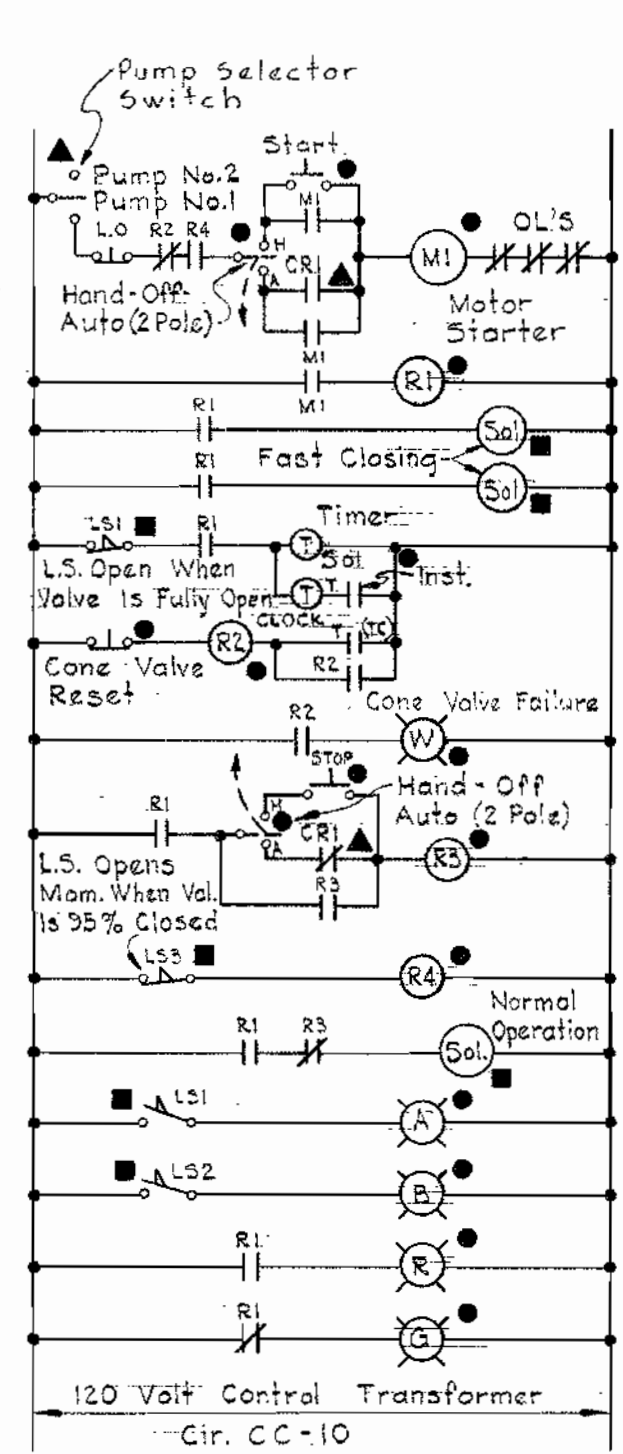 Pump Selector
Switch
Start
Pump No.2
Pump No.1
M1
L.O
R2
R4
H
OL'S
M1
CR1
A
Hand-Off-
Auto (2 Pole)
Motor
Starter
M1
R1
M1
R1
Sol.
R1
Fast Closing
Sol
LS1
R1
Timer
T
Sol
L.S. Open When
Valve is Fully Open
T
T
Inst.
CLOCK
R2
T
(TC)
R2
Cone Valve
Reset
Cone Valve Failure
R2
W
STOP
Hand-Off
Auto (2 Pole)
R1
H
CR1
A
R3
R3
L.S. Opens
Mom. When Val.
Is 95% Closed
LS3
R4
Normal
Operation
R1
R3
Sol.
LS1
A
LS2
B
R1
R
R1
G
120 Volt Control Transformer
Cir. CC-10